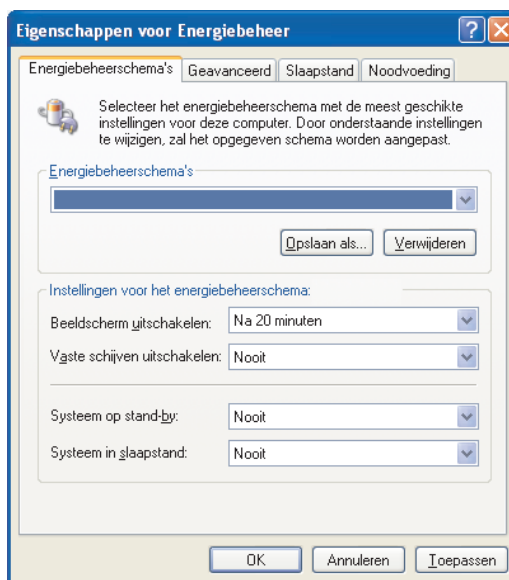 Eigenschappen voor Energiebeheer
Energiebeheerschema's
Geavanceerd
Slaapstand
Noodvoeding
Selecteer het energiebeheerschema met de meest geschikte
instellingen voor deze computer. Door onderstaande instellingen
te wijzigen, zal het opgegeven schema worden aangepast.
Energiebeheerschema's
Opslaan als...
Verwijderen
Instellingen voor het energiebeheerschema:
Beeldscherm uitschakelen:
Na 20 minuten
Vaste schijven uitschakelen:
Nooit
Systeem op stand-by:
Nooit
Systeem in slaapstand:
Nooit
OK
Annuleren
Toepassen